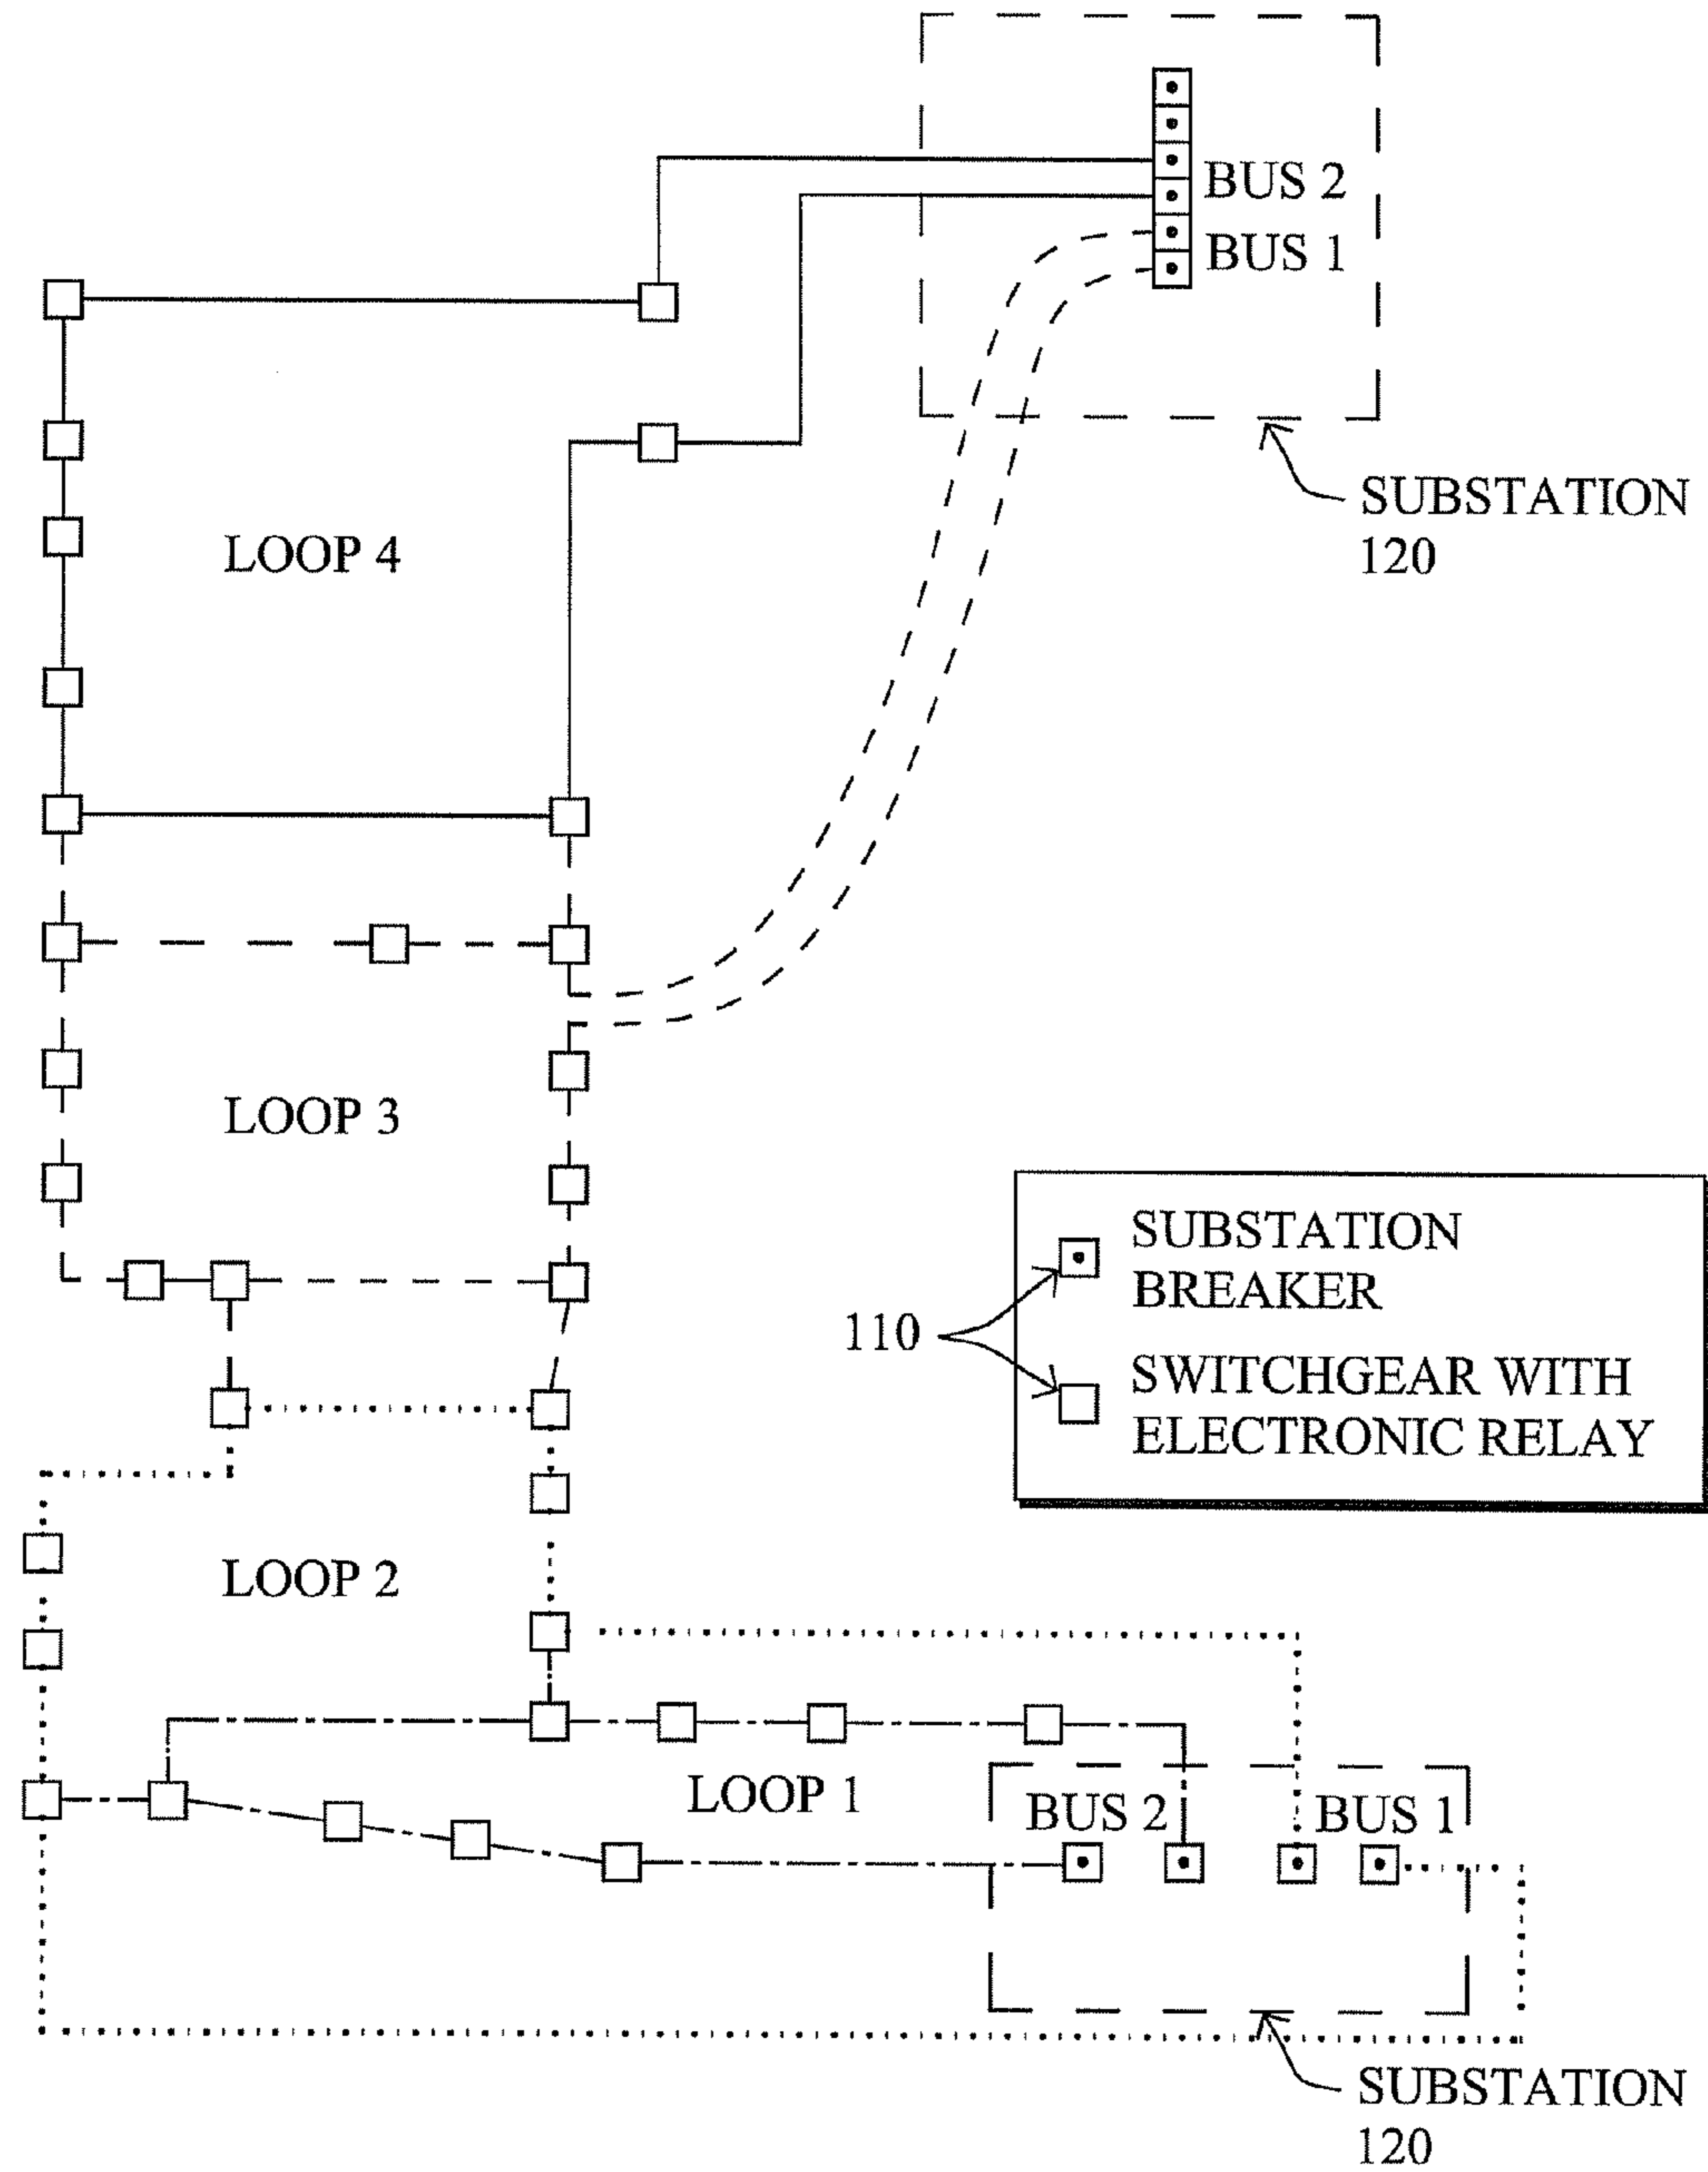 BUS 2
BUS 1
SUBSTATION
120
LOOP 4
LOOP 3
SUBSTATION
BREAKER
110
SWITCHGEAR WITH
ELECTRONIC RELAY
LOOP 2
LOOP 1
BUS 2
BUS 1
SUBSTATION
120